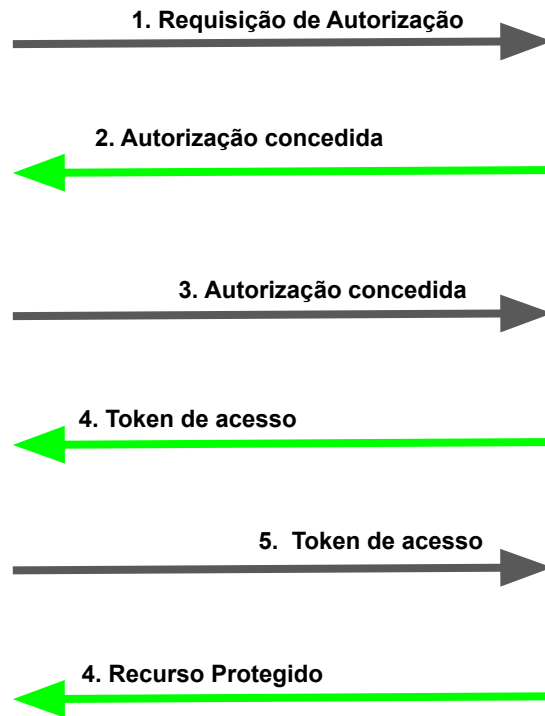 1. Requisição de Autorização
2. Autorização concedida
3. Autorização concedida
4. Token de acesso
5.  Token de acesso
4. Recurso Protegido